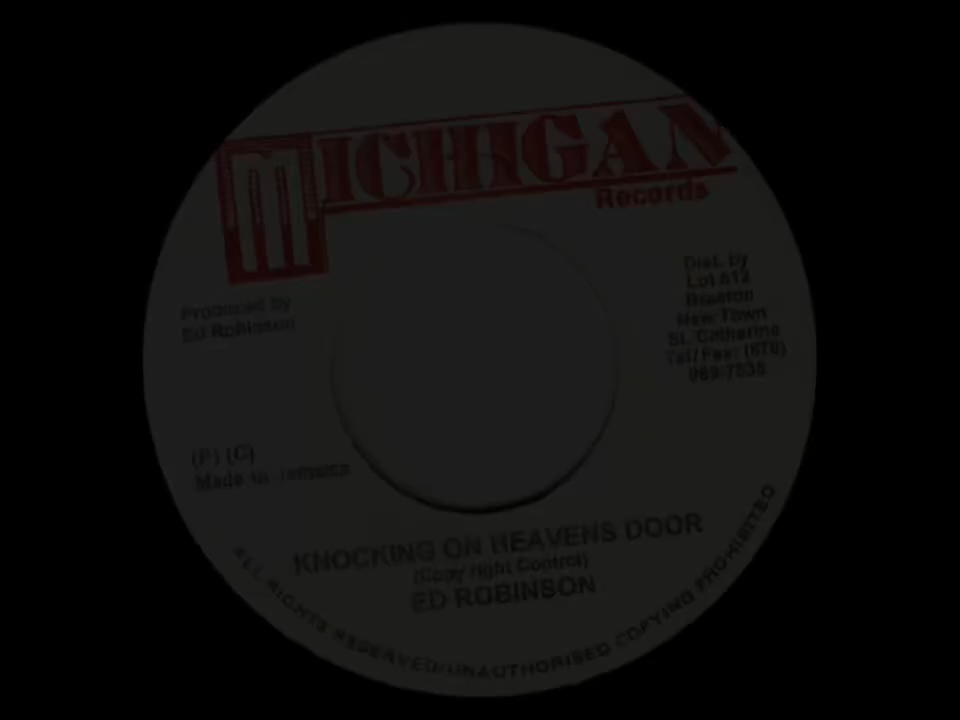 MICHIGAN
Records
Produced by
Ed Robinson
Dist. by
Lot 612
New Town
St. Catherine
Tel/Fax: (876)
(P) (C)
Made in Jamaica
KNOCKING ON HEAVENS DOOR
(Copy right Control)
ED ROBINSON
ALL RIGHTS RESERVED/UNAUTHORISED COPYING PROHIBITED